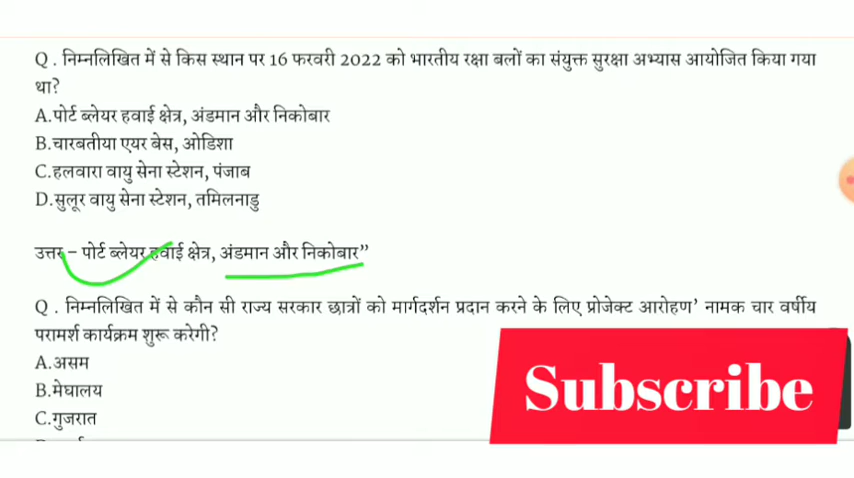 Q . निम्नलिखित में से किस स्थान पर 16 फरवरी 2022 को भारतीय रक्षा बलों का संयुक्त सुरक्षा अभ्यास आयोजित किया गया
था?
A.पोर्ट ब्लेयर हवाई क्षेत्र, अंडमान और निकोबार
B.चारबतीया एयर बेस, ओडिशा
C.हलवारा वायु सेना स्टेशन, पंजाब
D.सुलूर वायु सेना स्टेशन, तमिलनाडु
उत्तर – पोर्ट ब्लेयर हवाई क्षेत्र, अंडमान और निकोबार”
Q . निम्नलिखित में से कौन सी राज्य सरकार छात्रों को मार्गदर्शन प्रदान करने के लिए प्रोजेक्ट आरोहण’ नामक चार वर्षीय
परामर्श कार्यक्रम शुरू करेगी?
A.असम
B.मेघालय
C.गुजरात
Subscribe